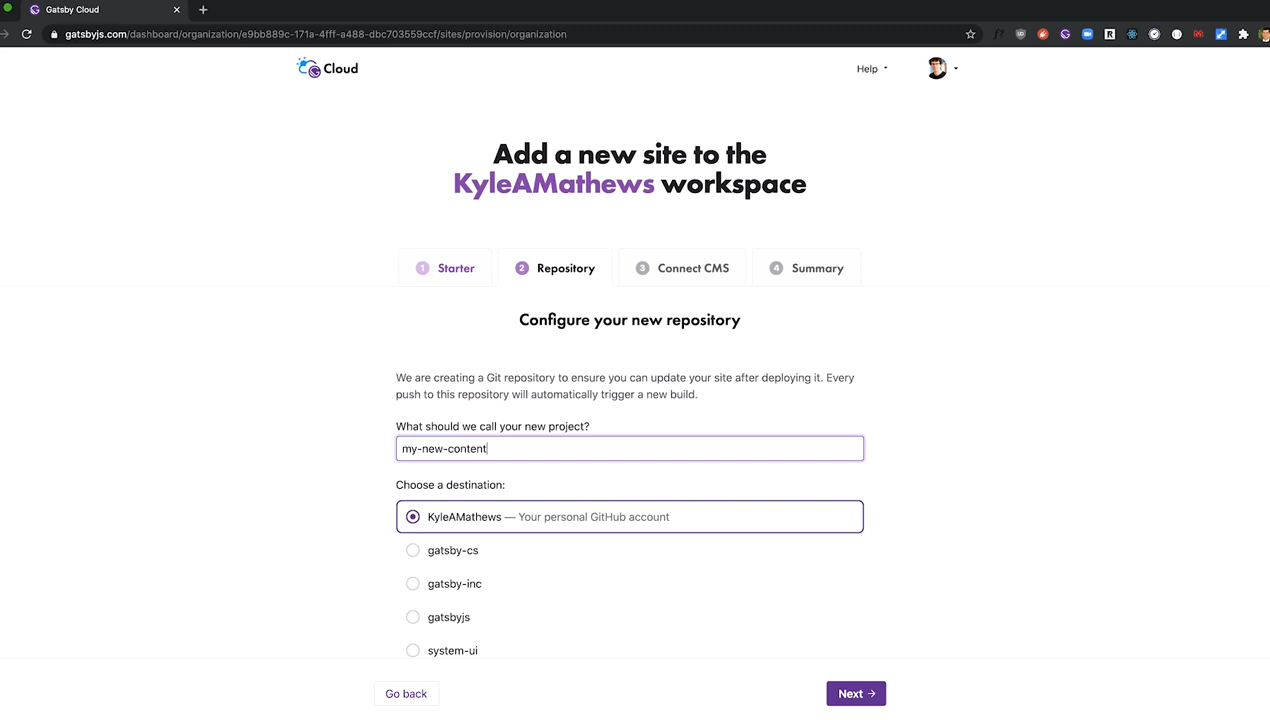 Gatsby Cloud
gatsbyjs.com/dashboard/organization/e9bb889c-171a-4fff-a488-dbc703559ccf/sites/provision/organization
Cloud
Help
Add a new site to the
KyleAMathews workspace
1 Starter
2 Repository
3 Connect CMS
4 Summary
Configure your new repository
We are creating a Git repository to ensure you can update your site after deploying it. Every
push to this repository will automatically trigger a new build.
What should we call your new project?
my-new-content
Choose a destination:
KyleAMathews — Your personal GitHub account
gatsby-cs
gatsby-inc
gatsbyjs
system-ui
Go back
Next →